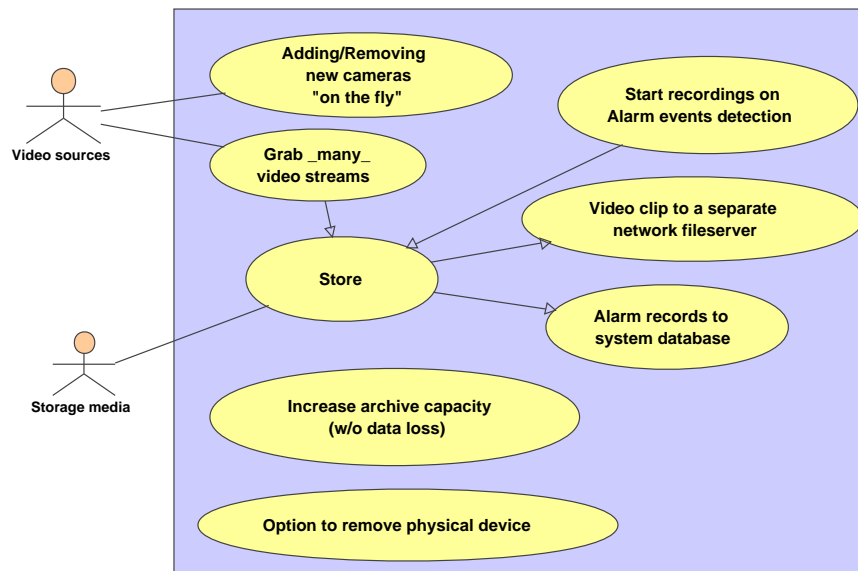 Adding/Removing
new cameras
"on the fly"
Start recordings on
Alarm events detection
Video sources
Grab _many_
video streams
Video clip to a separate
network fileserver
Store
Alarm records to
system database
Storage media
Increase archive capacity
(w/o data loss)
Option to remove physical device